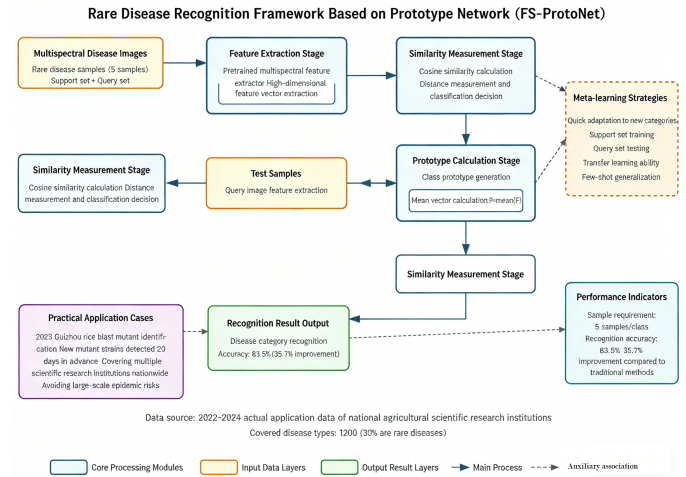 Rare Disease Recognition Framework Based on Prototype Network (FS-ProtoNet)
Multispectral Disease Images
Rare disease samples (5 samples)
Support set + Query set
Feature Extraction Stage
Pretrained multispectral feature
extractor High-dimensional
feature vector extraction
Similarity Measurement Stage
Cosine similarity calculation
Distance measurement and
classification decision
Meta-learning Strategies
Quick adaptation to new categories
Support set training
Query set testing
Transfer learning ability
Few-shot generalization
Similarity Measurement Stage
Cosine similarity calculation Distance
measurement and classification decision
Test Samples
Query image feature extraction
Prototype Calculation Stage
Class prototype generation
Mean vector calculation P=mean(F)
Similarity Measurement Stage
Practical Application Cases
2023 Guizhou rice blast mutant identifi-
cation New mutant strains detected 20
days in advance Covering multiple
scientific research institutions nationwide
Avoiding large-scale epidemic risks
Recognition Result Output
Disease category recognition
Accuracy: 83.5%(35.7% improvement)
Performance Indicators
Sample requirement:
5 samples/class
Recognition accuracy:
83.5% 35.7%
improvement compared to
traditional methods
Data source: 2022-2024 actual application data of national agricultural scientific research institutions
Covered disease types: 1200 (30% are rare diseases)
Core Processing Modules
Input Data Layers
Output Result Layers
Main Process
Auxiliary association